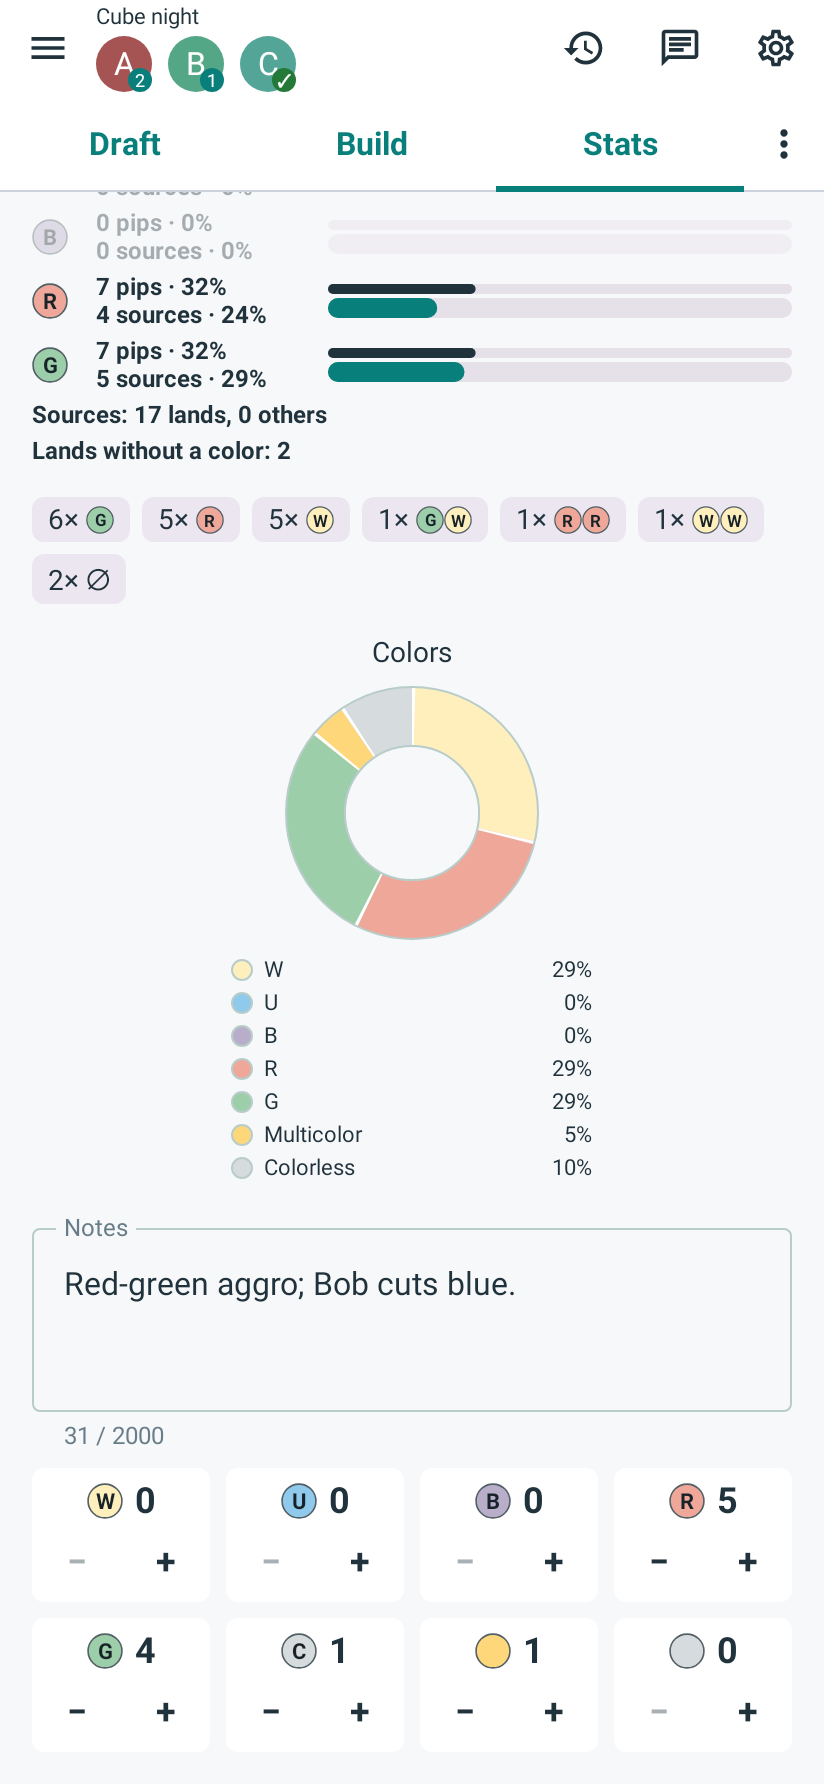 Cube night
A 2 B 1 C ✓
Draft Build Stats
0 sources · 0%
B 0 pips · 0%
0 sources · 0%
R 7 pips · 32%
4 sources · 24%
G 7 pips · 32%
5 sources · 29%
Sources: 17 lands, 0 others
Lands without a color: 2
6× G 5× R 5× W 1× G W 1× R R 1× W W
2× ∅
Colors
W 29%
U 0%
B 0%
R 29%
G 29%
Multicolor 5%
Colorless 10%
Notes
Red-green aggro; Bob cuts blue.
31 / 2000
W 0 U 0 B 0 R 5
− + − + − + − +
G 4 C 1 1 0
− + − + − + − +